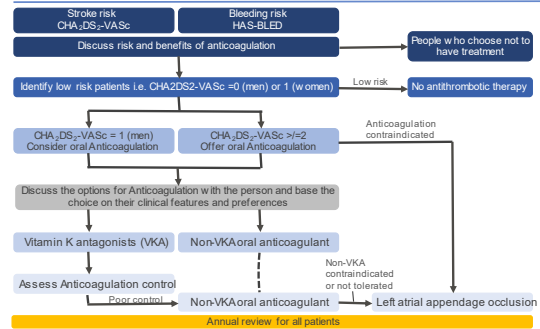 Stroke risk
CHA2DS2-VASc
Bleeding risk
HAS-BLED
Discuss risk and benefits of anticoagulation
People who choose not to
have treatment
Identify low risk patients i.e. CHA2DS2-VASc =0 (men) or 1 (women)
Low risk
No antithrombotic therapy
CHA2DS2-VASc = 1 (men)
Consider oral Anticoagulation
CHA2DS2-VASc >/=2
Offer oral Anticoagulation
Anticoagulation
contraindicated
Discuss the options for Anticoagulation with the person and base the
choice on their clinical features and preferences
Vitamin K antagonists (VKA)
Non-VKA oral anticoagulant
Assess Anticoagulation control
Poor control
Non-VKA oral anticoagulant
Non-VKA
contraindicated
or not tolerated
Left atrial appendage occlusion
Annual review for all patients